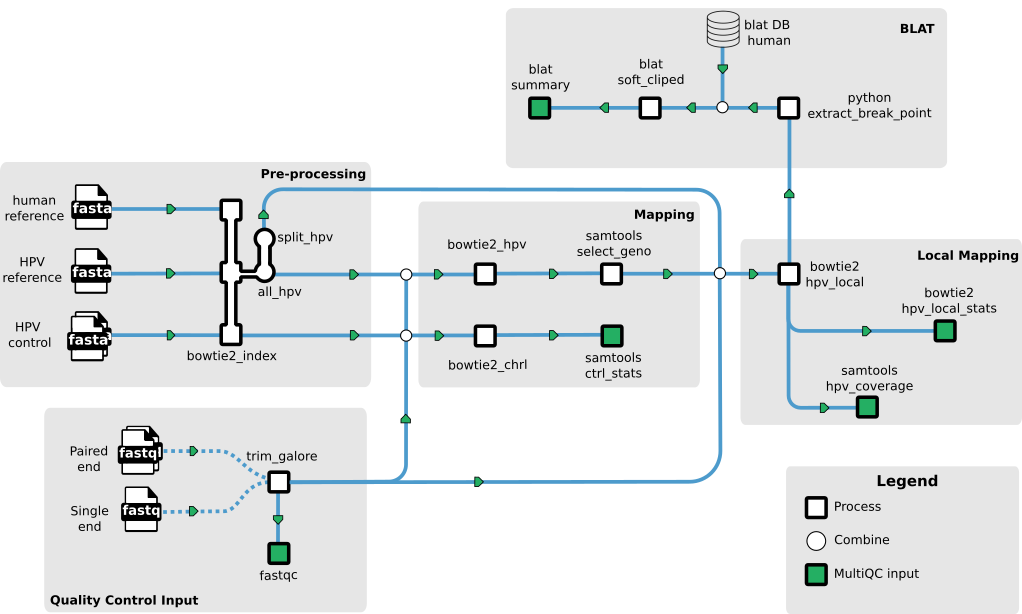 blat DB
human
BLAT
blat
summary
blat
soft_cliped
python
extract_break_point
Pre-processing
human
reference
fasta
HPV
reference
fasta
HPV
control
fasta
split_hpv
all_hpv
bowtie2_index
Mapping
bowtie2_hpv
samtools
select_geno
bowtie2_chrl
samtools
ctrl_stats
Local Mapping
bowtie2
hpv_local
bowtie2
hpv_local_stats
samtools
hpv_coverage
Paired
end
fastq
Single
end
fastq
trim_galore
fastqc
Quality Control Input
Legend
Process
Combine
MultiQC input